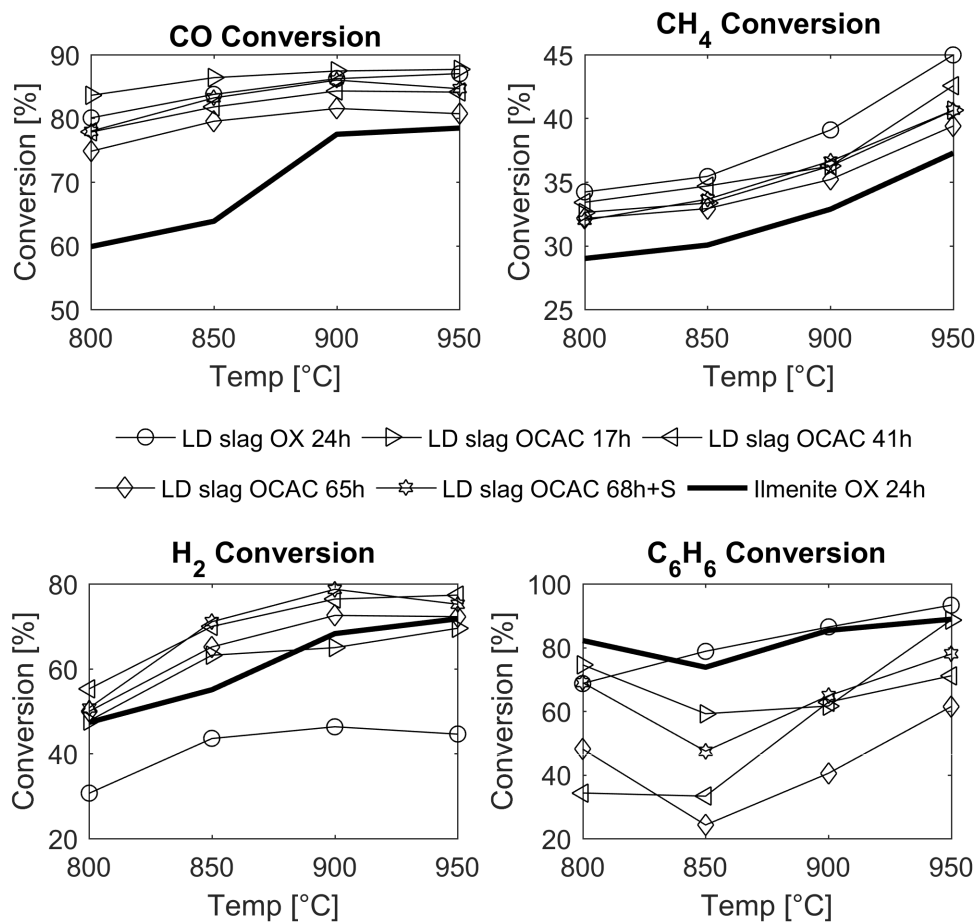 CO Conversion
90
80
70
60
50
Conversion [%]
800 850 900 950
Temp [°C]
CH4 Conversion
45
40
35
30
25
Conversion [%]
800 850 900 950
Temp [°C]
LD slag OX 24h LD slag OCAC 17h LD slag OCAC 41h
LD slag OCAC 65h LD slag OCAC 68h+S Ilmenite OX 24h
H2 Conversion
80
60
40
20
Conversion [%]
800 850 900 950
Temp [°C]
C6H6 Conversion
100
80
60
40
20
Conversion [%]
800 850 900 950
Temp [°C]